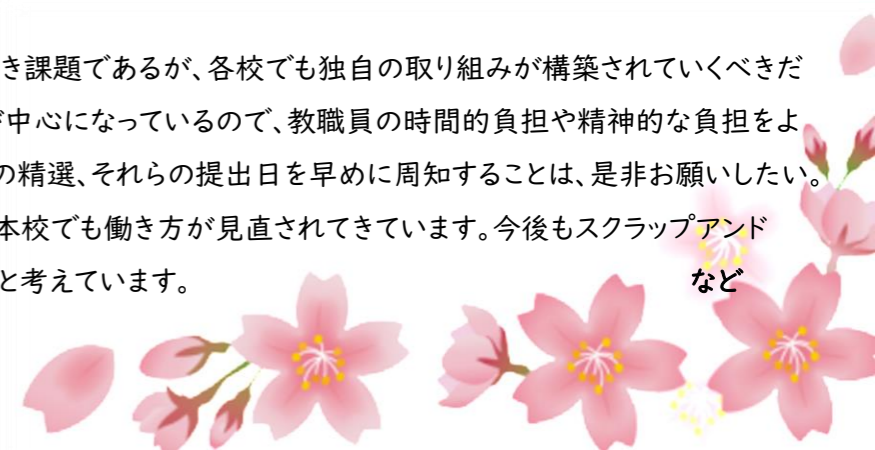 き課題であるが、各校でも独自の取り組みが構築されていくべきだ
中心になっているので、教職員の時間的負担や精神的な負担をよ
の精選、それらの提出日を早めに周知することは、是非お願いしたい。
本校でも働き方が見直されてきています。今後もスクラップアンド
と考えています。 など